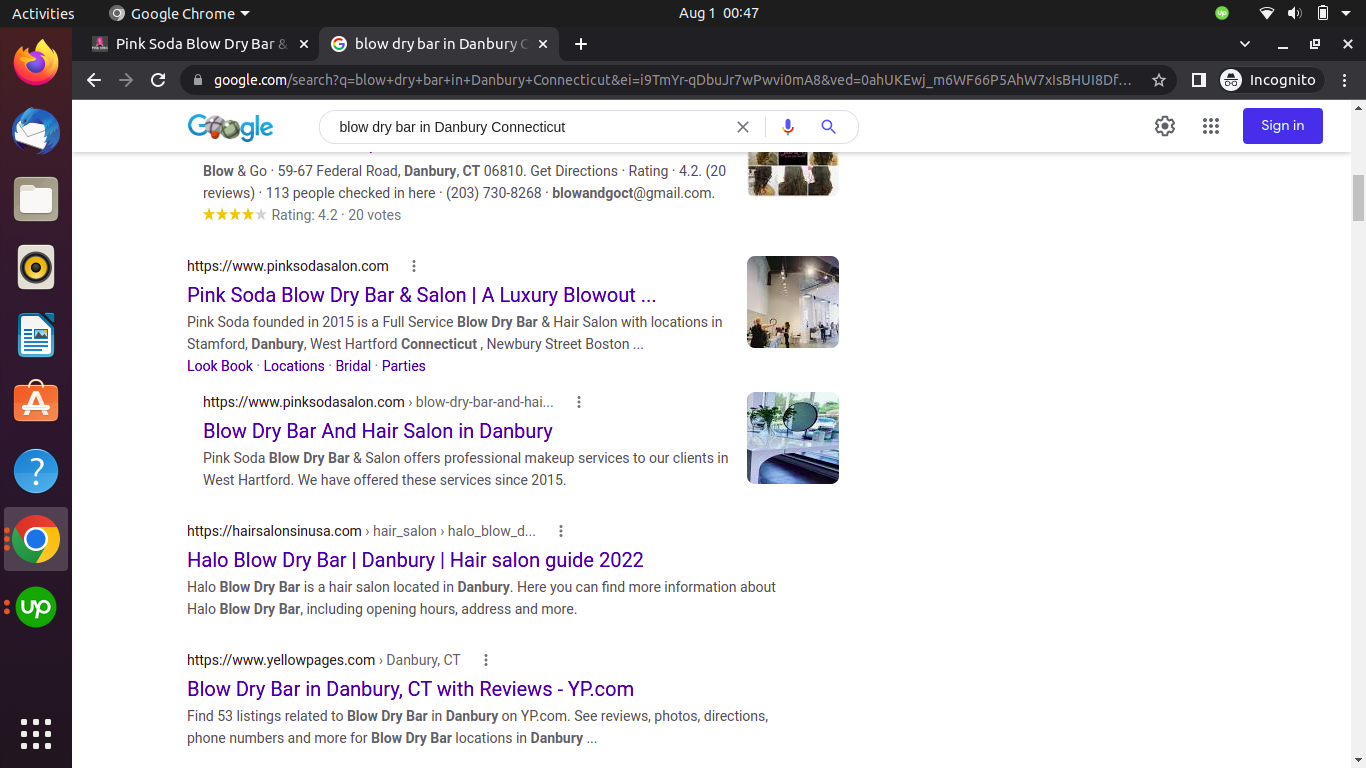 Activities
Google Chrome
Aug 1 00:47
Pink Soda Blow Dry Bar &
blow dry bar in Danbury C
google.com/search?q=blow+dry+bar+in+Danbury+Connecticut&ei=i9TmYr-qDbuJr7wPwvi0mA8&ved=0ahUKEwj_m6WF66P5AhW7xIsBHUI8Df...
Incognito
Google
blow dry bar in Danbury Connecticut
Sign in
Blow & Go · 59-67 Federal Road, Danbury, CT 06810. Get Directions · Rating · 4.2. (20
reviews) · 113 people checked in here · (203) 730-8268 · blowandgoct@gmail.com.
Rating: 4.2 · 20 votes
https://www.pinksodasalon.com
Pink Soda Blow Dry Bar & Salon | A Luxury Blowout ...
Pink Soda founded in 2015 is a Full Service Blow Dry Bar & Hair Salon with locations in
Stamford, Danbury, West Hartford Connecticut , Newbury Street Boston ...
Look Book · Locations · Bridal · Parties
https://www.pinksodasalon.com › blow-dry-bar-and-hai...
Blow Dry Bar And Hair Salon in Danbury
Pink Soda Blow Dry Bar & Salon offers professional makeup services to our clients in
West Hartford. We have offered these services since 2015.
https://hairsalonsinusa.com › hair_salon › halo_blow_d...
Halo Blow Dry Bar | Danbury | Hair salon guide 2022
Halo Blow Dry Bar is a hair salon located in Danbury. Here you can find more information about
Halo Blow Dry Bar, including opening hours, address and more.
https://www.yellowpages.com › Danbury, CT
Blow Dry Bar in Danbury, CT with Reviews - YP.com
Find 53 listings related to Blow Dry Bar in Danbury on YP.com. See reviews, photos, directions,
phone numbers and more for Blow Dry Bar locations in Danbury ...
up